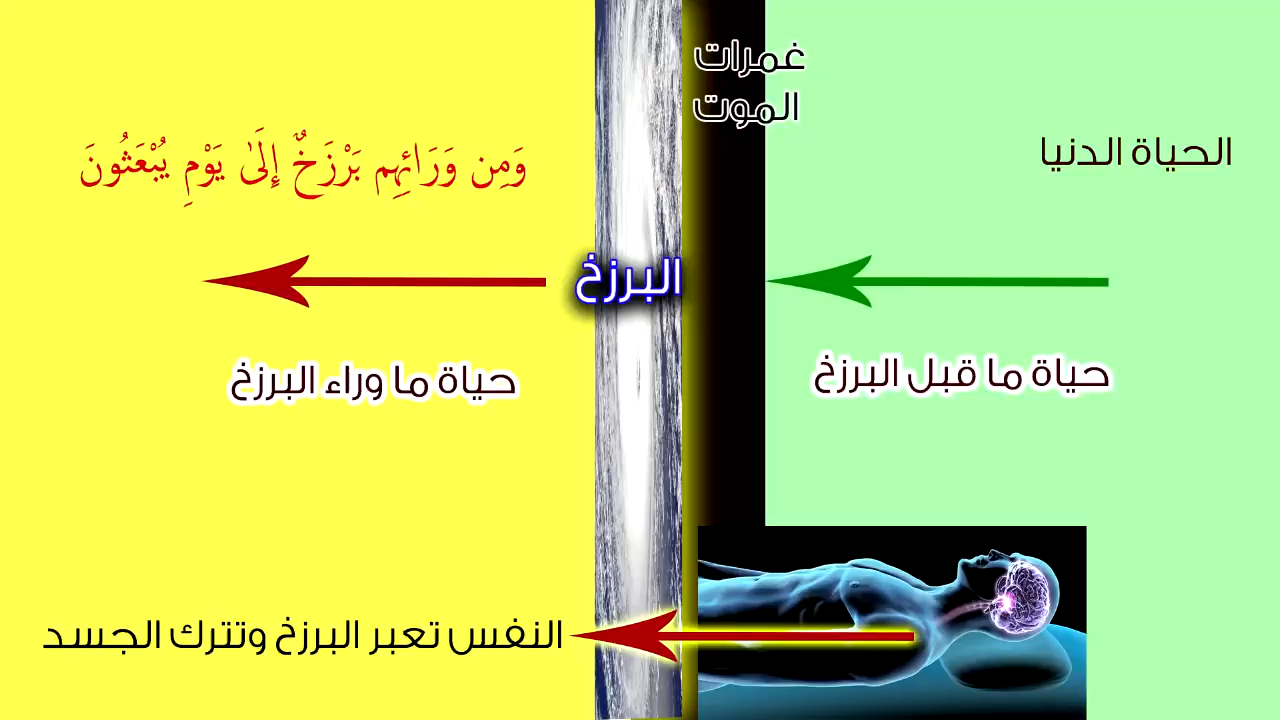 غمرات
الموت
الحياة الدنيا
وَمِن وَرَائِهِم بَرْزَخٌ إِلَىٰ يَوْمِ يُبْعَثُونَ
البرزخ
حياة ما قبل البرزخ
حياة ما وراء البرزخ
النفس تعبر البرزخ وتترك الجسد